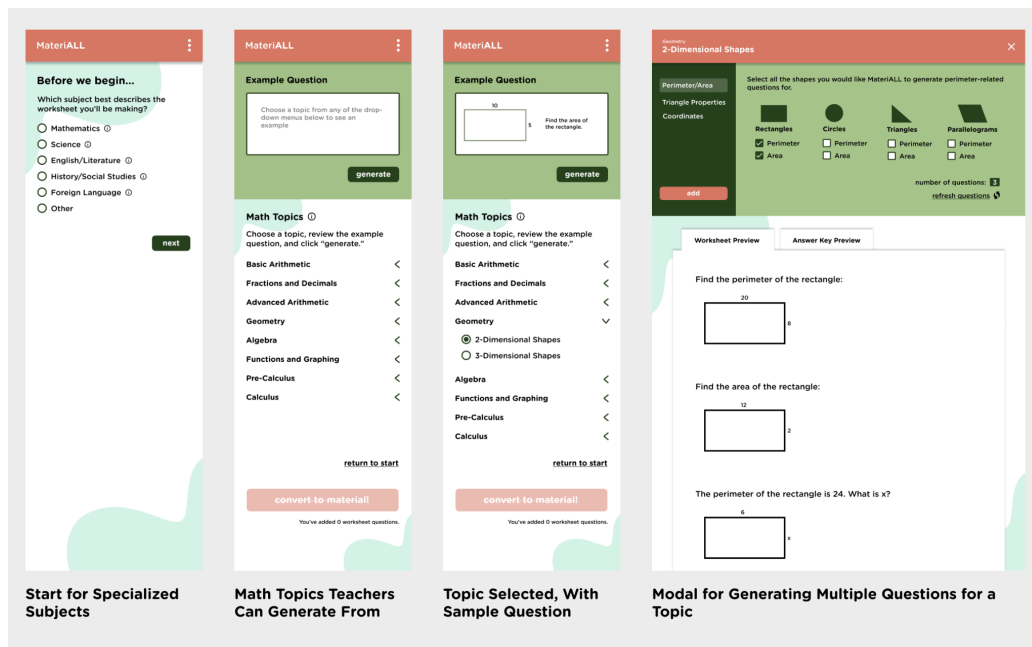 MateriALL
Before we begin...
Which subject best describes the
worksheet you'll be making?
Mathematics
Science
English/Literature
History/Social Studies
Foreign Language
Other
next
Start for Specialized
Subjects
MateriALL
Example Question
Choose a topic from any of the drop-
down menus below to see an
example
generate
Math Topics
Choose a topic, review the example
question, and click "generate."
Basic Arithmetic
Fractions and Decimals
Advanced Arithmetic
Geometry
Algebra
Functions and Graphing
Pre-Calculus
Calculus
return to start
convert to material!
You've added 0 worksheet questions.
Math Topics Teachers
Can Generate From
MateriALL
Example Question
10
5
Find the area of
the rectangle.
generate
Math Topics
Choose a topic, review the example
question, and click "generate."
Basic Arithmetic
Fractions and Decimals
Advanced Arithmetic
Geometry
2-Dimensional Shapes
3-Dimensional Shapes
Algebra
Functions and Graphing
Pre-Calculus
Calculus
return to start
convert to material!
You've added 0 worksheet questions.
Topic Selected, With
Sample Question
Geometry
2-Dimensional Shapes
Perimeter/Area
Triangle Properties
Coordinates
add
Select all the shapes you would like MateriALL to generate perimeter-related
questions for.
Rectangles
Perimeter
Area
Circles
Perimeter
Area
Triangles
Perimeter
Area
Parallelograms
Perimeter
Area
number of questions: 3
refresh questions
Worksheet Preview
Answer Key Preview
Find the perimeter of the rectangle:
20
8
Find the area of the rectangle:
12
2
The perimeter of the rectangle is 24. What is x?
6
x
Modal for Generating Multiple Questions for a
Topic